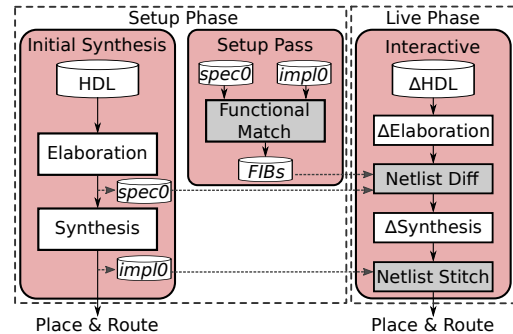 Setup Phase
Initial Synthesis
HDL
Elaboration
spec0
Synthesis
impl0
Place & Route
Setup Pass
spec0
impl0
Functional
Match
FIBs
Live Phase
Interactive
ΔHDL
ΔElaboration
Netlist Diff
ΔSynthesis
Netlist Stitch
Place & Route